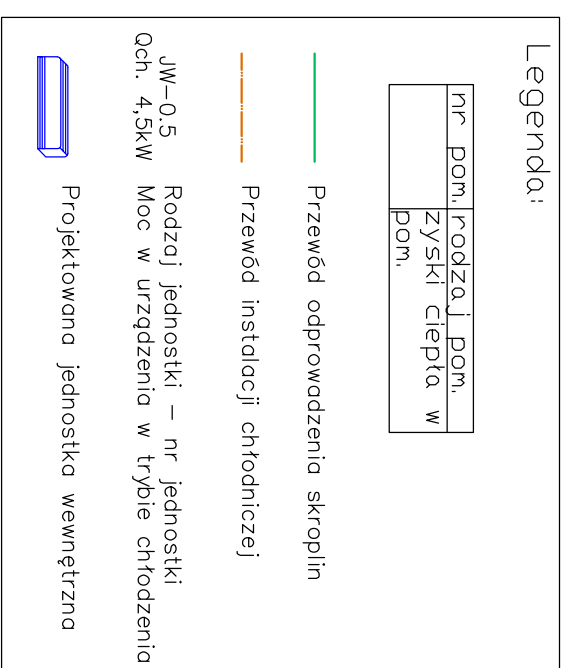 Legenda:
nr pom. rodzaj pom.
zyski ciepła w
pom.
Przewód odprowadzenia skroplin
Przewód instalacji chłodniczej
JW-0.5 Rodzaj jednostki - nr jednostki
Qch. 4,5kW Moc w urządzenia w trybie chłodzenia
Projektowana jednostka wewnętrzna